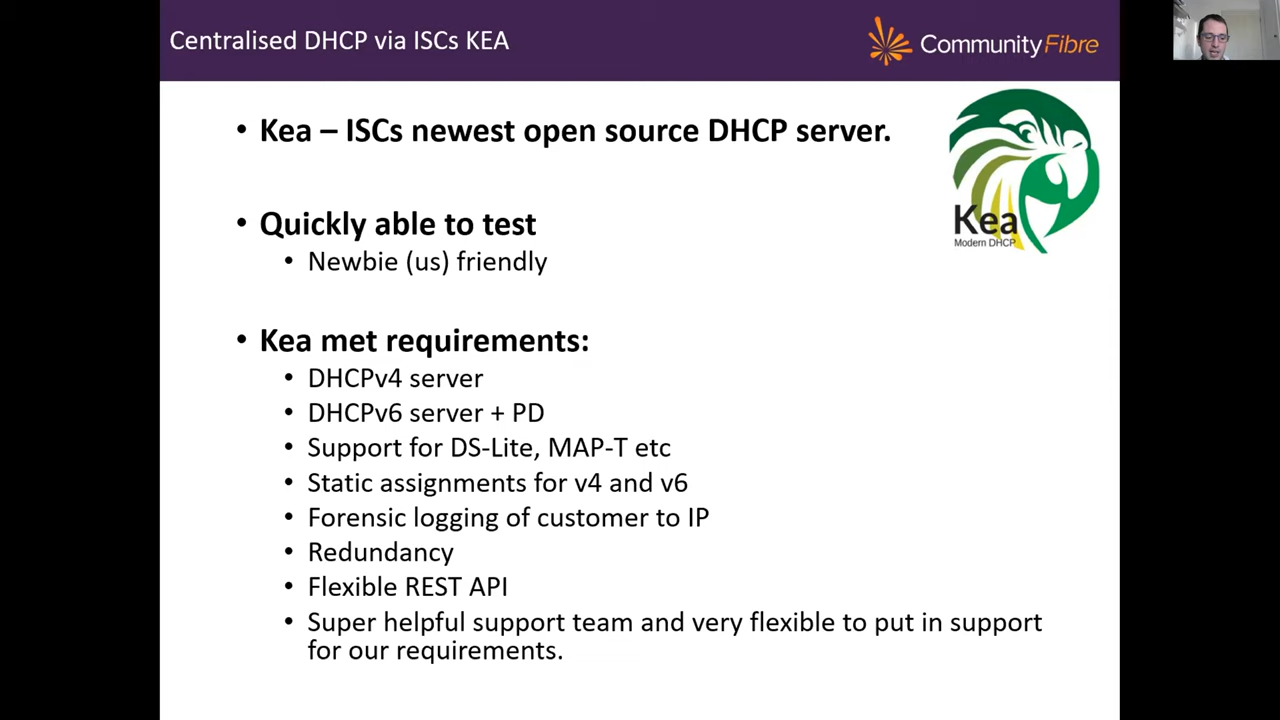 Centralised DHCP via ISCs KEA
CommunityFibre
• Kea – ISCs newest open source DHCP server.
• Quickly able to test
• Newbie (us) friendly
Kea
Modern DHCP
• Kea met requirements:
• DHCPv4 server
• DHCPv6 server + PD
• Support for DS-Lite, MAP-T etc
• Static assignments for v4 and v6
• Forensic logging of customer to IP
• Redundancy
• Flexible REST API
• Super helpful support team and very flexible to put in support
for our requirements.